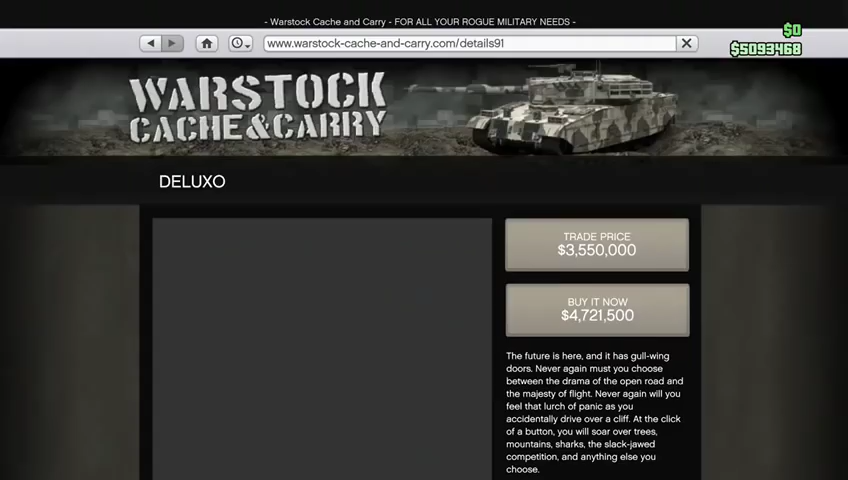 - Warstock Cache and Carry - FOR ALL YOUR ROGUE MILITARY NEEDS -
$0
www.warstock-cache-and-carry.com/details91
$5093468
WARSTOCK
CACHE&CARRY
DELUXO
TRADE PRICE
$3,550,000
BUY IT NOW
$4,721,500
The future is here, and it has gull-wing
doors. Never again must you choose
between the drama of the open road and
the majesty of flight. Never again will you
feel that lurch of panic as you
accidentally drive over a cliff. At the click
of a button, you will soar over trees,
mountains, sharks, the slack-jawed
competition, and anything else you
choose.